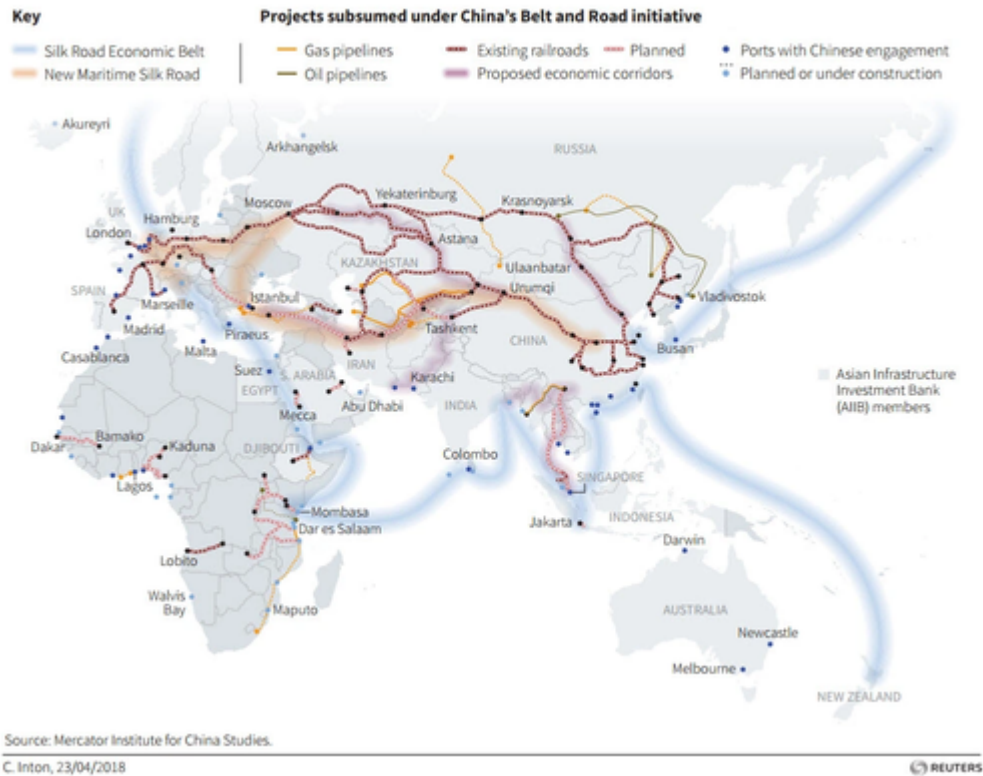 Key
Projects subsumed under China's Belt and Road initiative
Silk Road Economic Belt
New Maritime Silk Road
Gas pipelines
Oil pipelines
Existing railroads
Planned
Proposed economic corridors
Ports with Chinese engagement
Planned or under construction
Akureyri
Arkhangelsk
RUSSIA
Yekaterinburg
Krasnoyarsk
Moscow
UK
Hamburg
London
Astana
KAZAKHSTAN
Ulaanbatar
Urumqi
SPAIN
Marseille
Istanbul
Vladivostok
Madrid
Piraeus
Tashkent
CHINA
Busan
Casablanca
Malta
Suez
IRAN
EGYPT
S. ARABIA
Karachi
Asian Infrastructure
Investment Bank
(AIIB) members
Mecca
Abu Dhabi
INDIA
Dakar
Bamako
Kaduna
DJIBOUTI
Colombo
Lagos
SINGAPORE
Mombasa
Jakarta
INDONESIA
Dar es Salaam
Darwin
Lobito
Walvis
Bay
Maputo
AUSTRALIA
Newcastle
Melbourne
NEW ZEALAND
Source: Mercator Institute for China Studies.
C. Inton, 23/04/2018
REUTERS